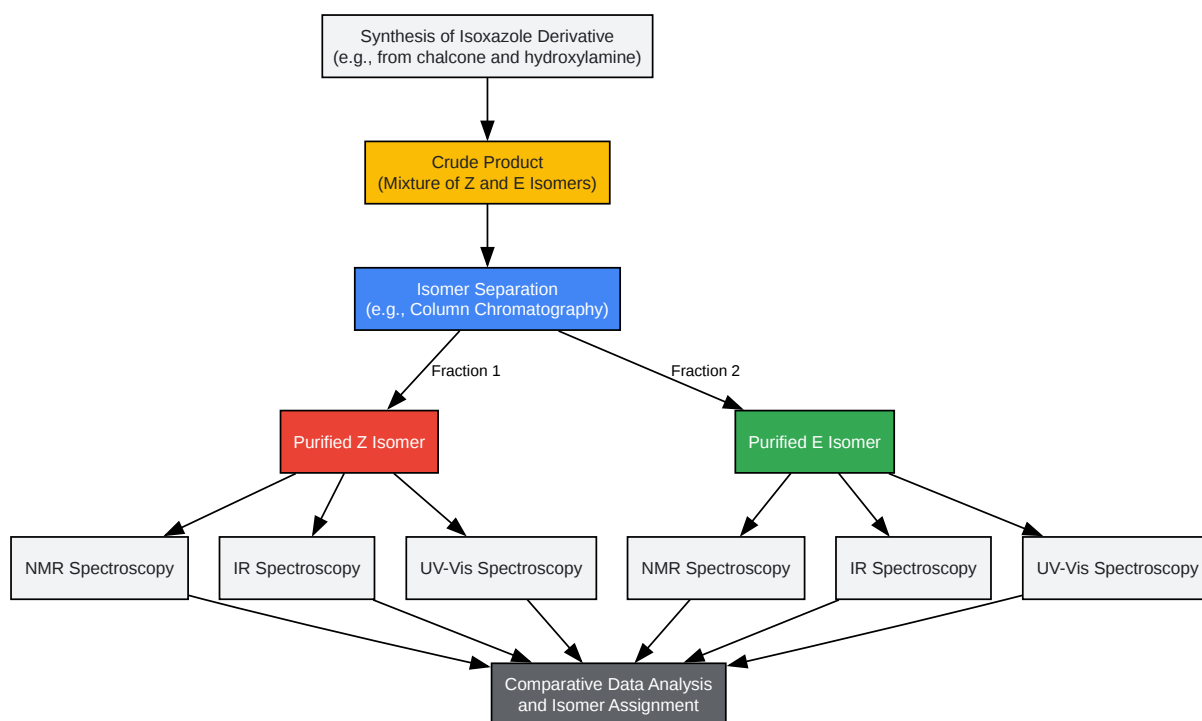 Synthesis of Isoxazole Derivative
(e.g., from chalcone and hydroxylamine)
Crude Product
(Mixture of Z and E Isomers)
Isomer Separation
(e.g., Column Chromatography)
Fraction 1
Fraction 2
Purified Z Isomer
Purified E Isomer
NMR Spectroscopy
IR Spectroscopy
UV-Vis Spectroscopy
NMR Spectroscopy
IR Spectroscopy
UV-Vis Spectroscopy
Comparative Data Analysis
and Isomer Assignment